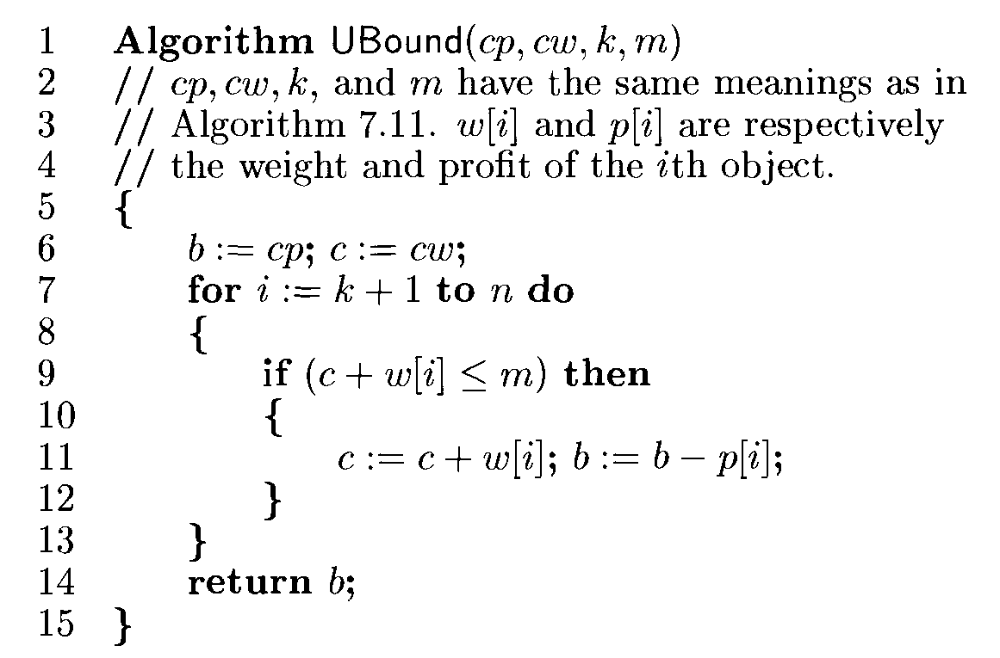 1 Algorithm UBound(cp, cw, k, m)
2 // cp, cw, k, and m have the same meanings as in
3 // Algorithm 7.11. w[i] and p[i] are respectively
4 // the weight and profit of the ith object.
5 {
6 b := cp; c := cw;
7 for i := k + 1 to n do
8 {
9 if (c + w[i] ≤ m) then
10 {
11 c := c + w[i]; b := b − p[i];
12 }
13 }
14 return b;
15 }